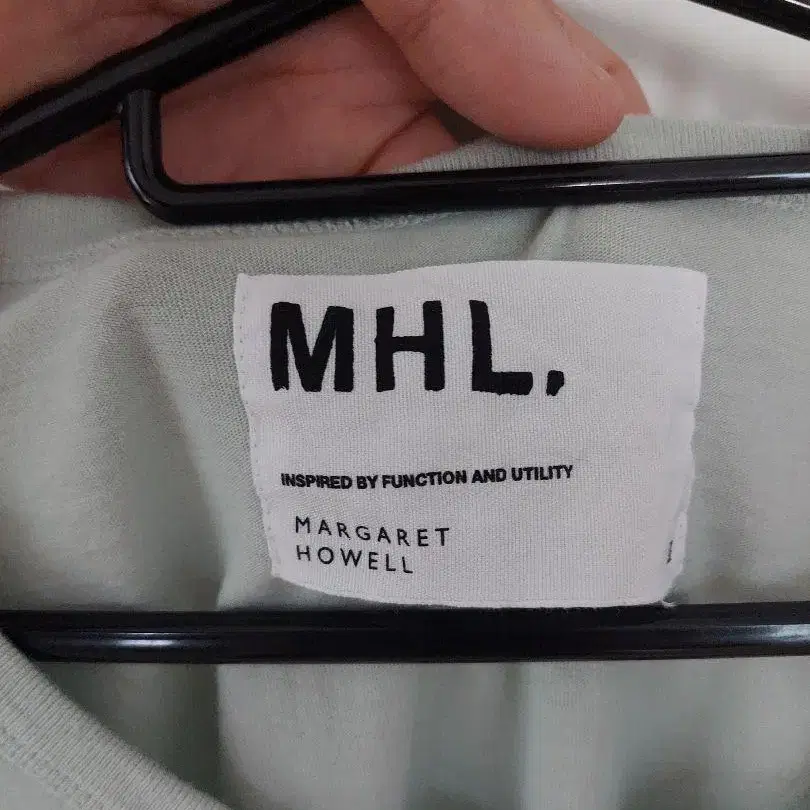 MHL.
INSPIRED BY FUNCTION AND UTILITY
MARGARET
HOWELL